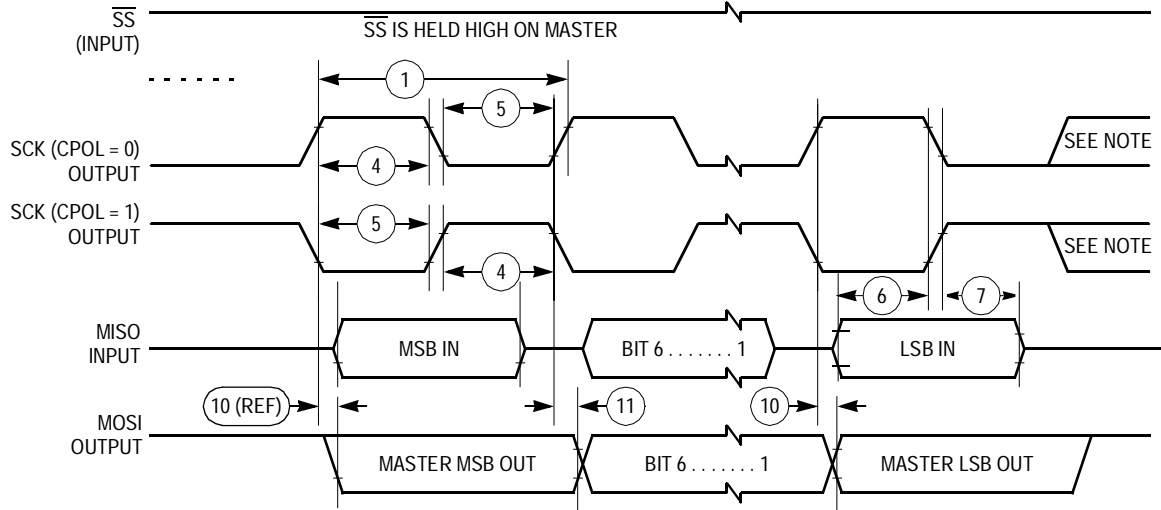 SS
(INPUT)
SS IS HELD HIGH ON MASTER
1
5
SCK (CPOL = 0)
OUTPUT
SEE NOTE
4
SCK (CPOL = 1)
OUTPUT
5
SEE NOTE
4
6
7
MISO
INPUT
MSB IN
BIT 6 . . . . . . . 1
LSB IN
10 (REF)
11
10
MOSI
OUTPUT
MASTER MSB OUT
BIT 6 . . . . . . . 1
MASTER LSB OUT